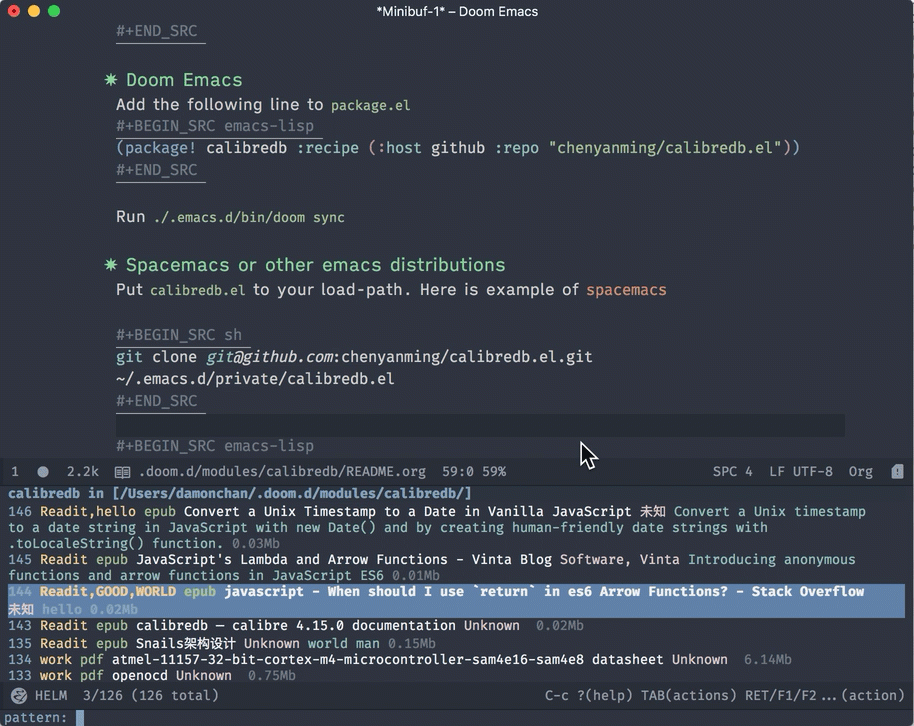 *Minibuf-1* – Doom Emacs
#+END_SRC
Doom Emacs
Add the following line to package.el
#+BEGIN_SRC emacs-lisp
(package! calibredb :recipe (:host github :repo "chenyanming/calibredb.el"))
#+END_SRC
Run ./.emacs.d/bin/doom sync
Spacemacs or other emacs distributions
Put calibredb.el to your load-path. Here is example of spacemacs
#+BEGIN_SRC sh
git clone git@github.com:chenyanming/calibredb.el.git
~/.emacs.d/private/calibredb.el
#+END_SRC
#+BEGIN_SRC emacs-lisp
1 2.2k .doom.d/modules/calibredb/README.org 59:0 59% SPC 4 LF UTF-8 Org
calibredb in [/Users/damonchan/.doom.d/modules/calibredb/]
146 Readit,hello epub Convert a Unix Timestamp to a Date in Vanilla JavaScript 未知 Convert a Unix timestamp
to a date string in JavaScript with new Date() and by creating human-friendly date strings with
.toLocaleString() function. 0.03Mb
145 Readit epub JavaScript's Lambda and Arrow Functions – Vinta Blog Software, Vinta Introducing anonymous
functions and arrow functions in JavaScript ES6 0.01Mb
144 Readit,GOOD,WORLD epub javascript - When should I use `return` in es6 Arrow Functions? - Stack Overflow
未知 hello 0.02Mb
143 Readit epub calibredb — calibre 4.15.0 documentation Unknown 0.02Mb
135 Readit epub Snails架构设计 Unknown world man 0.15Mb
134 work pdf atmel-11157-32-bit-cortex-m4-microcontroller-sam4e16-sam4e8 datasheet Unknown 6.14Mb
133 work pdf openocd Unknown 0.75Mb
HELM 3/126 (126 total) C-c ?(help) TAB(actions) RET/F1/F2...(action)
pattern: